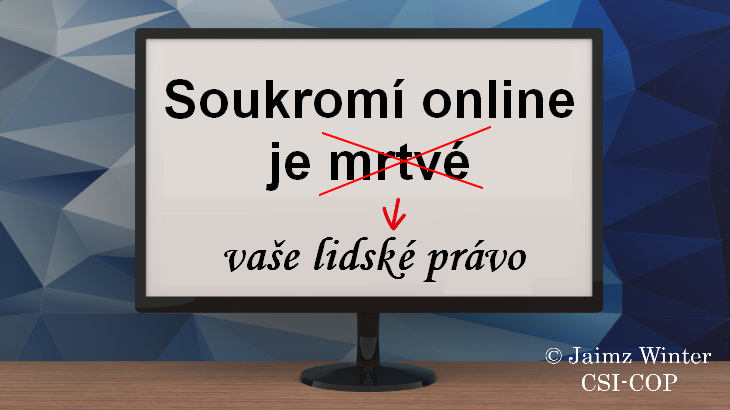 Soukromí online
je mrtvé
vaše lidské právo
© Jaimz Winter
CSI-COP